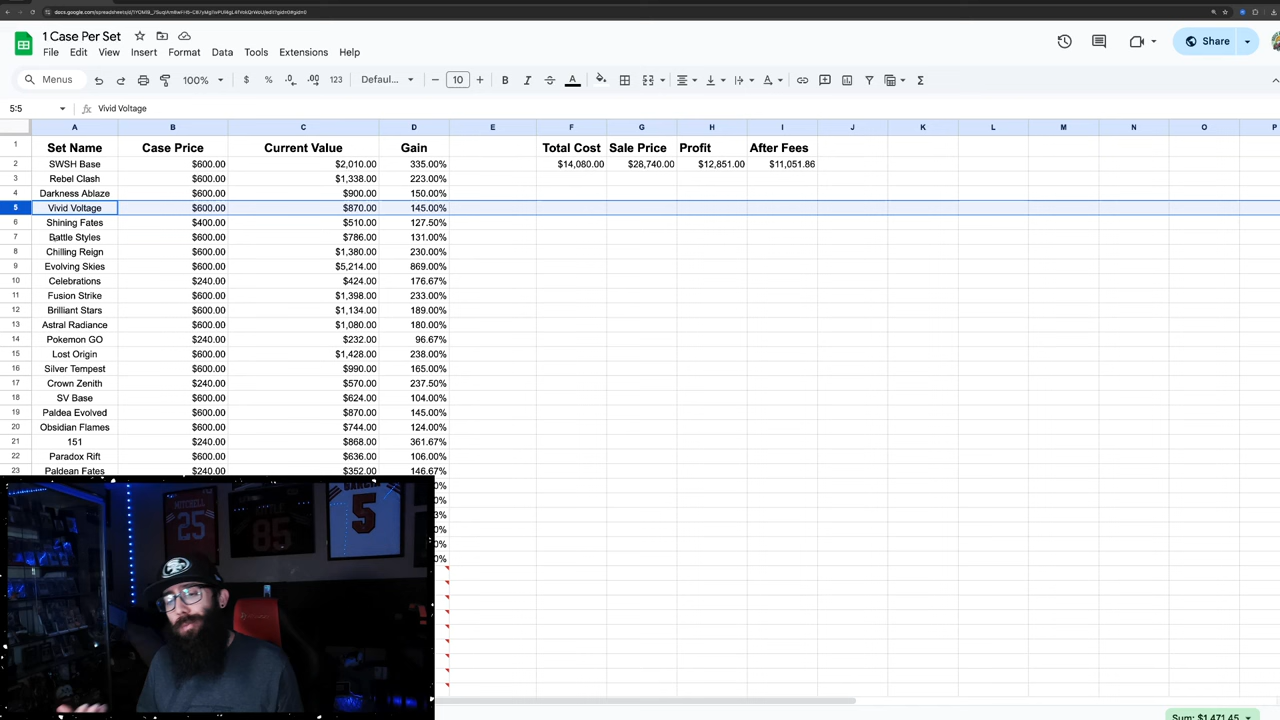 1 Case Per Set
File Edit View Insert Format Data Tools Extensions Help
Share
Menus 100% $ % .0 .00 123 Defaul... 10 B I A Σ
5:5 fx Vivid Voltage
A B C D E F G H I J K L M N O P
1 Set Name Case Price Current Value Gain Total Cost Sale Price Profit After Fees
2 SWSH Base $600.00 $2,010.00 335.00% $14,080.00 $28,740.00 $12,851.00 $11,051.86
3 Rebel Clash $600.00 $1,338.00 223.00%
4 Darkness Ablaze $600.00 $900.00 150.00%
5 Vivid Voltage $600.00 $870.00 145.00%
6 Shining Fates $400.00 $510.00 127.50%
7 Battle Styles $600.00 $786.00 131.00%
8 Chilling Reign $600.00 $1,380.00 230.00%
9 Evolving Skies $600.00 $5,214.00 869.00%
10 Celebrations $240.00 $424.00 176.67%
11 Fusion Strike $600.00 $1,398.00 233.00%
12 Brilliant Stars $600.00 $1,134.00 189.00%
13 Astral Radiance $600.00 $1,080.00 180.00%
14 Pokemon GO $240.00 $232.00 96.67%
15 Lost Origin $600.00 $1,428.00 238.00%
16 Silver Tempest $600.00 $990.00 165.00%
17 Crown Zenith $240.00 $570.00 237.50%
18 SV Base $600.00 $624.00 104.00%
19 Paldea Evolved $600.00 $870.00 145.00%
20 Obsidian Flames $600.00 $744.00 124.00%
21 151 $240.00 $868.00 361.67%
22 Paradox Rift $600.00 $636.00 106.00%
23 Paldean Fates $240.00 $352.00 146.67%
0%
0%
3%
0%
0%
0%
MITCHELL
25
85
5
Sum: $1,471.45